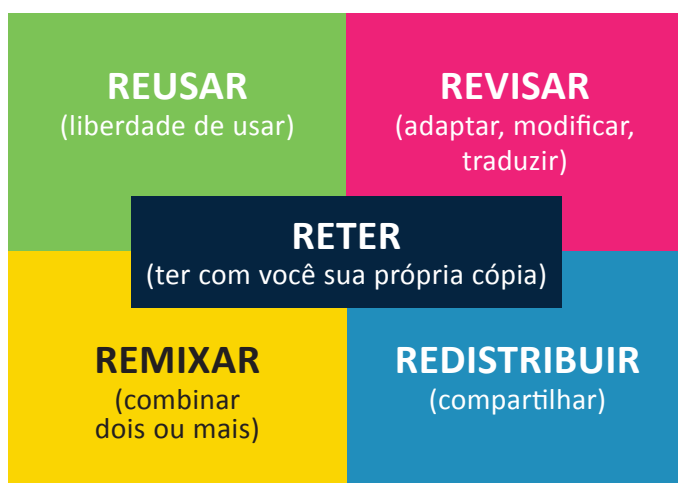 REUSAR
(liberdade de usar)
REVISAR
(adaptar, modificar,
traduzir)
RETER
(ter com você sua própria cópia)
REMIXAR
(combinar
dois ou mais)
REDISTRIBUIR
(compartilhar)